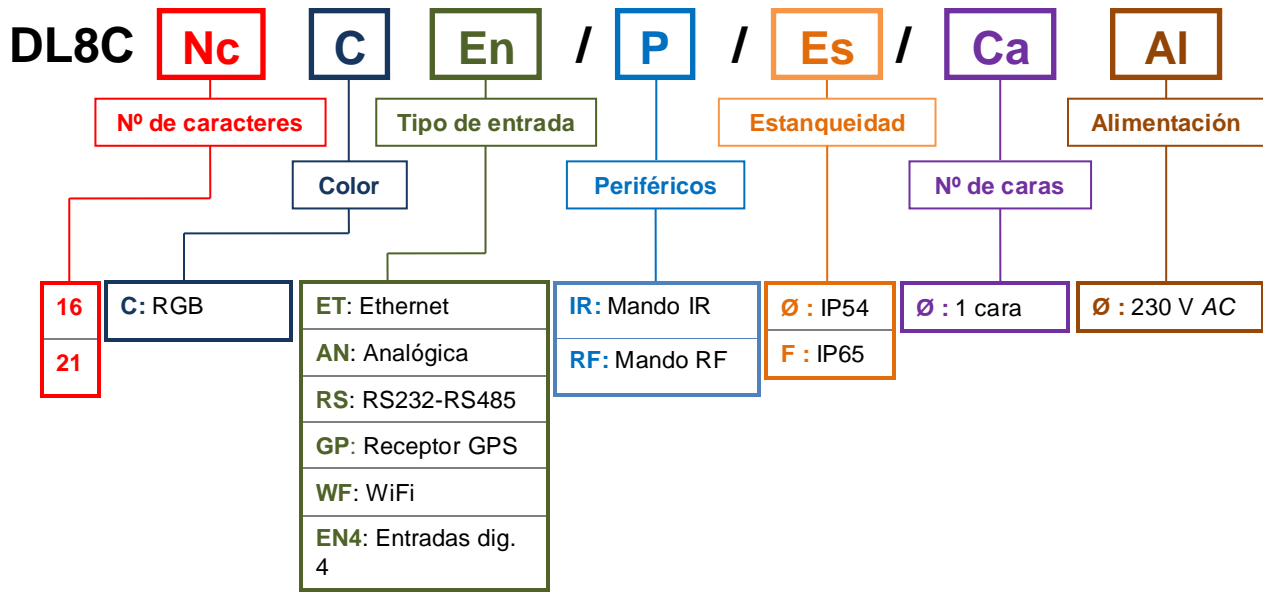 DL8C Nc C En / P / Es / Ca Al
Nº de caracteres
Tipo de entrada
Estanqueidad
Alimentación
Color
Periféricos
Nº de caras
16
21
C: RGB
ET: Ethernet
AN: Analógica
RS: RS232-RS485
GP: Receptor GPS
WF: WiFi
EN4: Entradas dig.
4
IR: Mando IR
RF: Mando RF
Ø : IP54
F : IP65
Ø : 1 cara
Ø : 230 V AC